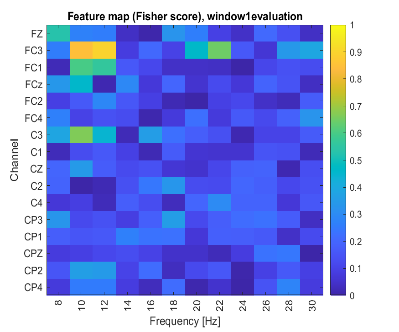 Feature map (Fisher score), window1evaluation
FZ
FC3
FC1
FCz
FC2
FC4
C3
C1
CZ
C2
C4
CP3
CP1
CPZ
CP2
CP4
Channel
8 10 12 14 16 18 20 22 24 26 28 30
Frequency [Hz]
1
0.9
0.8
0.7
0.6
0.5
0.4
0.3
0.2
0.1
0